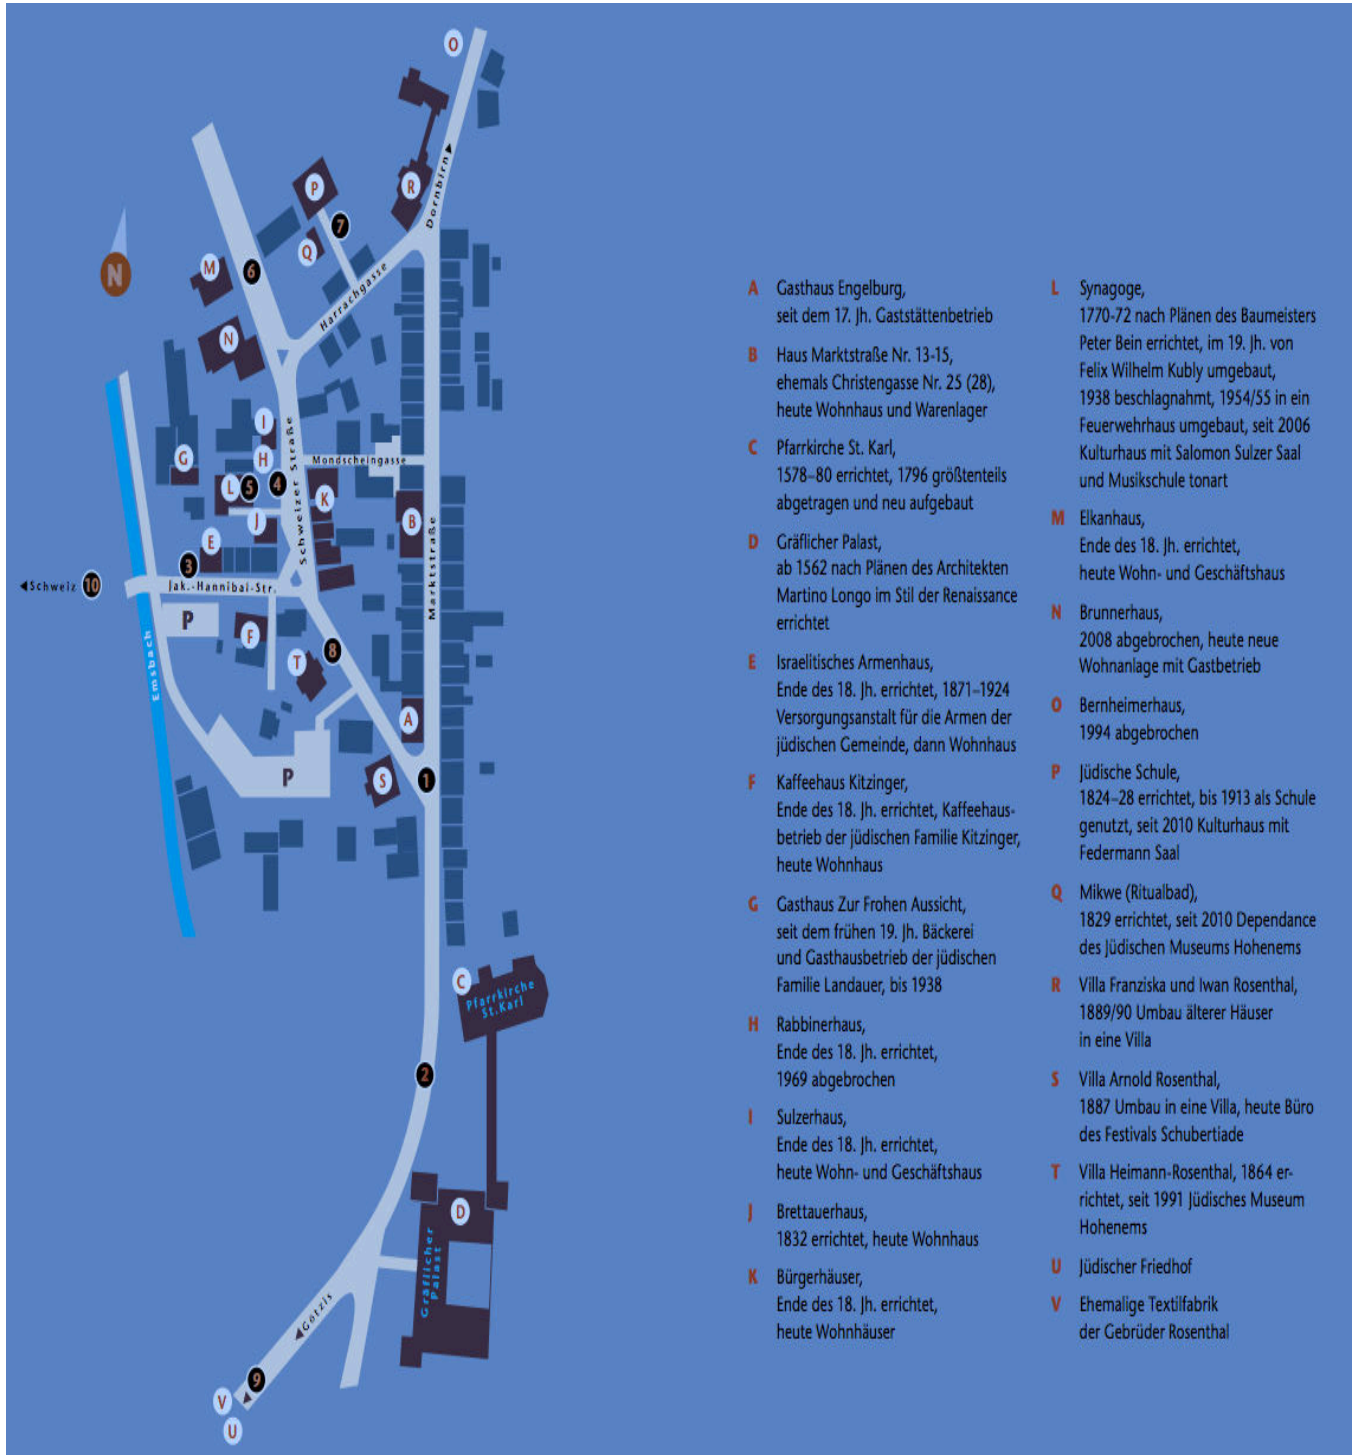 O
P
R
Dornbirn
7
Q
M
6
N
Harrachgasse
N
I
Schweizer Straße
Mondscheingasse
G
H
L
5
4
K
J
B
E
Marktstraße
3
Schweiz
10
Jak.-Hannibal-Str.
P
F
8
T
Emsbach
A
P
S
1
C
Pfarrkirche
St.Karl
2
D
Gräflicher
Palast
Götzis
9
V
U
A Gasthaus Engelburg,
seit dem 17. Jh. Gaststättenbetrieb
B Haus Marktstraße Nr. 13-15,
ehemals Christengasse Nr. 25 (28),
heute Wohnhaus und Warenlager
C Pfarrkirche St. Karl,
1578–80 errichtet, 1796 größtenteils
abgetragen und neu aufgebaut
D Gräflicher Palast,
ab 1562 nach Plänen des Architekten
Martino Longo im Stil der Renaissance
errichtet
E Israelitisches Armenhaus,
Ende des 18. Jh. errichtet, 1871–1924
Versorgungsanstalt für die Armen der
jüdischen Gemeinde, dann Wohnhaus
F Kaffeehaus Kitzinger,
Ende des 18. Jh. errichtet, Kaffeehaus-
betrieb der jüdischen Familie Kitzinger,
heute Wohnhaus
G Gasthaus Zur Frohen Aussicht,
seit dem frühen 19. Jh. Bäckerei
und Gasthausbetrieb der jüdischen
Familie Landauer, bis 1938
H Rabbinerhaus,
Ende des 18. Jh. errichtet,
1969 abgebrochen
I Sulzerhaus,
Ende des 18. Jh. errichtet,
heute Wohn- und Geschäftshaus
J Brettauerhaus,
1832 errichtet, heute Wohnhaus
K Bürgerhäuser,
Ende des 18. Jh. errichtet,
heute Wohnhäuser
L Synagoge,
1770-72 nach Plänen des Baumeisters
Peter Bein errichtet, im 19. Jh. von
Felix Wilhelm Kubly umgebaut,
1938 beschlagnahmt, 1954/55 in ein
Feuerwehrhaus umgebaut, seit 2006
Kulturhaus mit Salomon Sulzer Saal
und Musikschule tonart
M Elkanhaus,
Ende des 18. Jh. errichtet,
heute Wohn- und Geschäftshaus
N Brunnerhaus,
2008 abgebrochen, heute neue
Wohnanlage mit Gastbetrieb
O Bernheimerhaus,
1994 abgebrochen
P Jüdische Schule,
1824–28 errichtet, bis 1913 als Schule
genutzt, seit 2010 Kulturhaus mit
Federmann Saal
Q Mikwe (Ritualbad),
1829 errichtet, seit 2010 Dependance
des Jüdischen Museums Hohenems
R Villa Franziska und Iwan Rosenthal,
1889/90 Umbau älterer Häuser
in eine Villa
S Villa Arnold Rosenthal,
1887 Umbau in eine Villa, heute Büro
des Festivals Schubertiade
T Villa Heimann-Rosenthal, 1864 er-
richtet, seit 1991 Jüdisches Museum
Hohenems
U Jüdischer Friedhof
V Ehemalige Textilfabrik
der Gebrüder Rosenthal